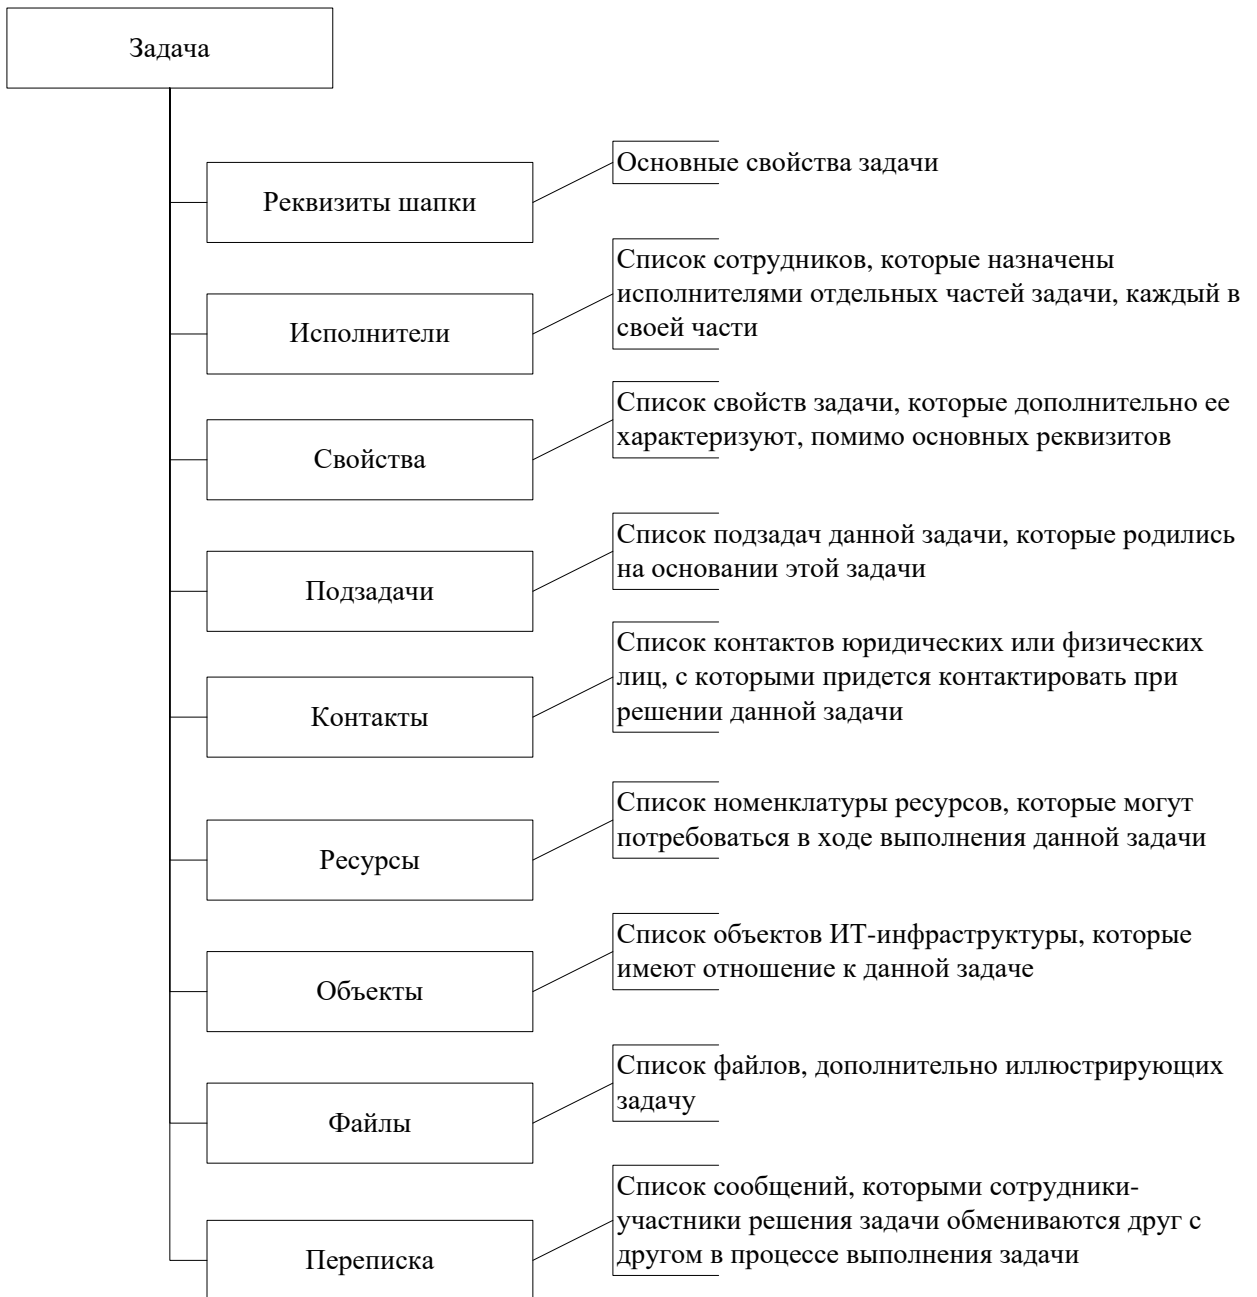 Задача
Реквизиты шапки
Основные свойства задачи
Исполнители
Список сотрудников, которые назначены
исполнителями отдельных частей задачи, каждый в
своей части
Свойства
Список свойств задачи, которые дополнительно ее
характеризуют, помимо основных реквизитов
Подзадачи
Список подзадач данной задачи, которые родились
на основании этой задачи
Контакты
Список контактов юридических или физических
лиц, с которыми придется контактировать при
решении данной задачи
Ресурсы
Список номенклатуры ресурсов, которые могут
потребоваться в ходе выполнения данной задачи
Объекты
Список объектов ИТ-инфраструктуры, которые
имеют отношение к данной задаче
Файлы
Список файлов, дополнительно иллюстрирующих
задачу
Переписка
Список сообщений, которыми сотрудники-
участники решения задачи обмениваются друг с
другом в процессе выполнения задачи